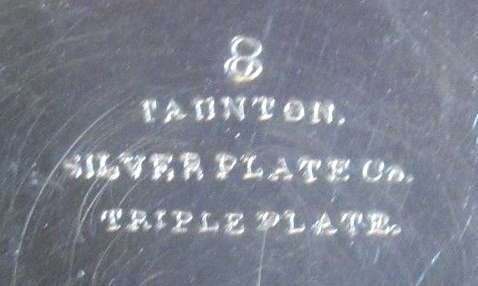 8
TAUNTON.
SILVER PLATE Co.
TRIPLE PLATE.